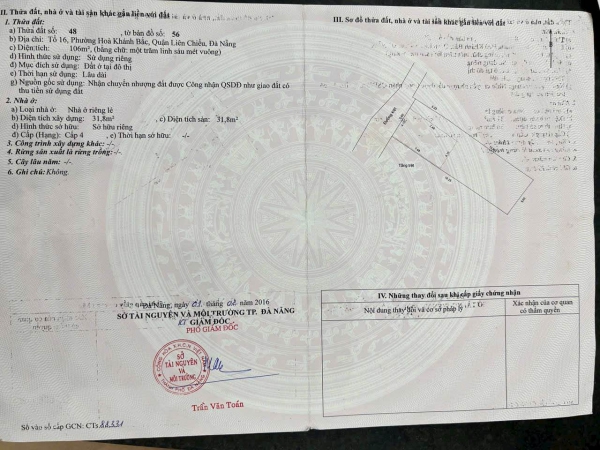 II. Thửa đất, nhà ở và tài sản khác gắn liền với đất
1. Thửa đất:
a) Thửa đất số: 48 , tờ bản đồ số: 56
b) Địa chỉ: Tổ 16, Phường Hoà Khánh Bắc, Quận Liên Chiểu, Đà Nẵng
c) Diện tích: 106m², (bằng chữ: một trăm linh sáu mét vuông)
d) Hình thức sử dụng: Sử dụng riêng
đ) Mục đích sử dụng: Đất ở tại đô thị
e) Thời hạn sử dụng: Lâu dài
g) Nguồn gốc sử dụng: Nhận chuyển nhượng đất được Công nhận QSDĐ như giao đất có
thu tiền sử dụng đất
2. Nhà ở:
a) Loại nhà ở: Nhà ở riêng lẻ
b) Diện tích xây dựng: 31,8m² , c) Diện tích sàn: 31,8m²
d) Hình thức sở hữu: Sở hữu riêng
đ) Cấp (Hạng): Cấp 4 , e) Thời hạn sở hữu: -/-
3. Công trình xây dựng khác: -/-
4. Rừng sản xuất là rừng trồng: -/-
5. Cây lâu năm: -/-
6. Ghi chú: Không.
Đà Nẵng, ngày 01 tháng 02 năm 2016
SỞ TÀI NGUYÊN VÀ MÔI TRƯỜNG TP. ĐÀ NẴNG
KT GIÁM ĐỐC
PHÓ GIÁM ĐỐC
SỞ
TÀI NGUYÊN
VÀ
MÔI TRƯỜNG
Trần Văn Toán
Số vào sổ cấp GCN: CTs
III. Sơ đồ thửa đất, nhà ở và tài sản khác gắn liền với đất
IV. Những thay đổi sau khi cấp giấy chứng nhận
Nội dung thay đổi và cơ sở pháp lý
Xác nhận của cơ quan
có thẩm quyền